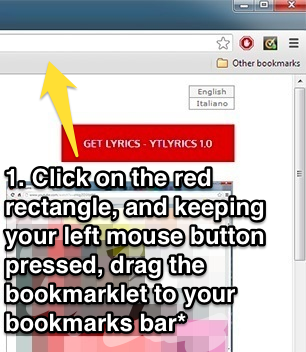 Other bookmarks
English
Italiano
GET LYRICS - YTLYRICS 1.0
1. Click on the red
rectangle, and keeping
your left mouse button
pressed, drag the
bookmarklet to your
bookmarks bar*